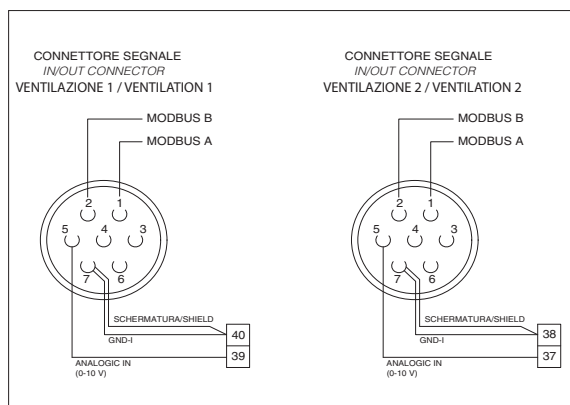 CONNETTORE SEGNALE
IN/OUT CONNECTOR
VENTILAZIONE 1 / VENTILATION 1
MODBUS B
MODBUS A
2
1
5
4
3
7
6
SCHERMATURA/SHIELD
GND-I
40
39
ANALOGIC IN
(0-10 V)
CONNETTORE SEGNALE
IN/OUT CONNECTOR
VENTILAZIONE 2 / VENTILATION 2
MODBUS B
MODBUS A
2
1
5
4
3
7
6
SCHERMATURA/SHIELD
GND-I
38
37
ANALOGIC IN
(0-10 V)